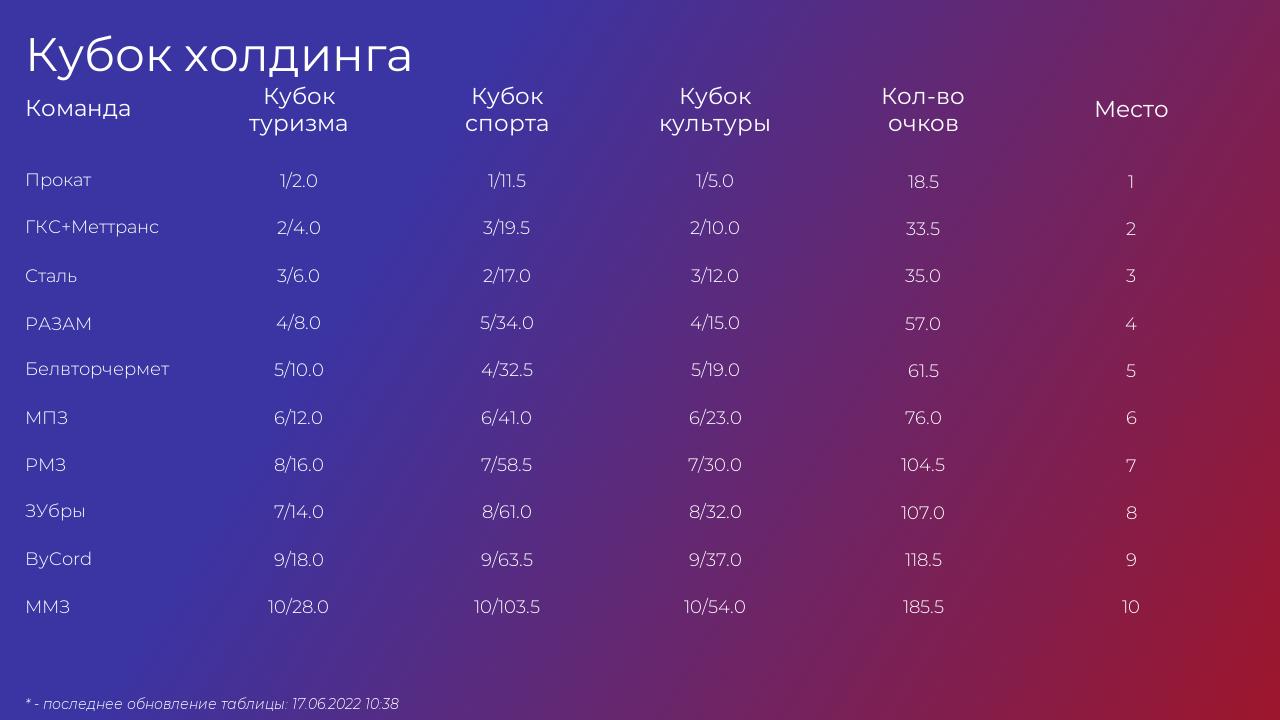 Кубок холдинга
Команда Кубок туризма Кубок спорта Кубок культуры Кол-во очков Место
Прокат 1/2.0 1/11.5 1/5.0 18.5 1
ГКС+Меттранс 2/4.0 3/19.5 2/10.0 33.5 2
Сталь 3/6.0 2/17.0 3/12.0 35.0 3
РАЗАМ 4/8.0 5/34.0 4/15.0 57.0 4
Белвторчермет 5/10.0 4/32.5 5/19.0 61.5 5
МПЗ 6/12.0 6/41.0 6/23.0 76.0 6
РМЗ 8/16.0 7/58.5 7/30.0 104.5 7
ЗУбры 7/14.0 8/61.0 8/32.0 107.0 8
ByCord 9/18.0 9/63.5 9/37.0 118.5 9
ММЗ 10/28.0 10/103.5 10/54.0 185.5 10
* - последнее обновление таблицы: 17.06.2022 10:38